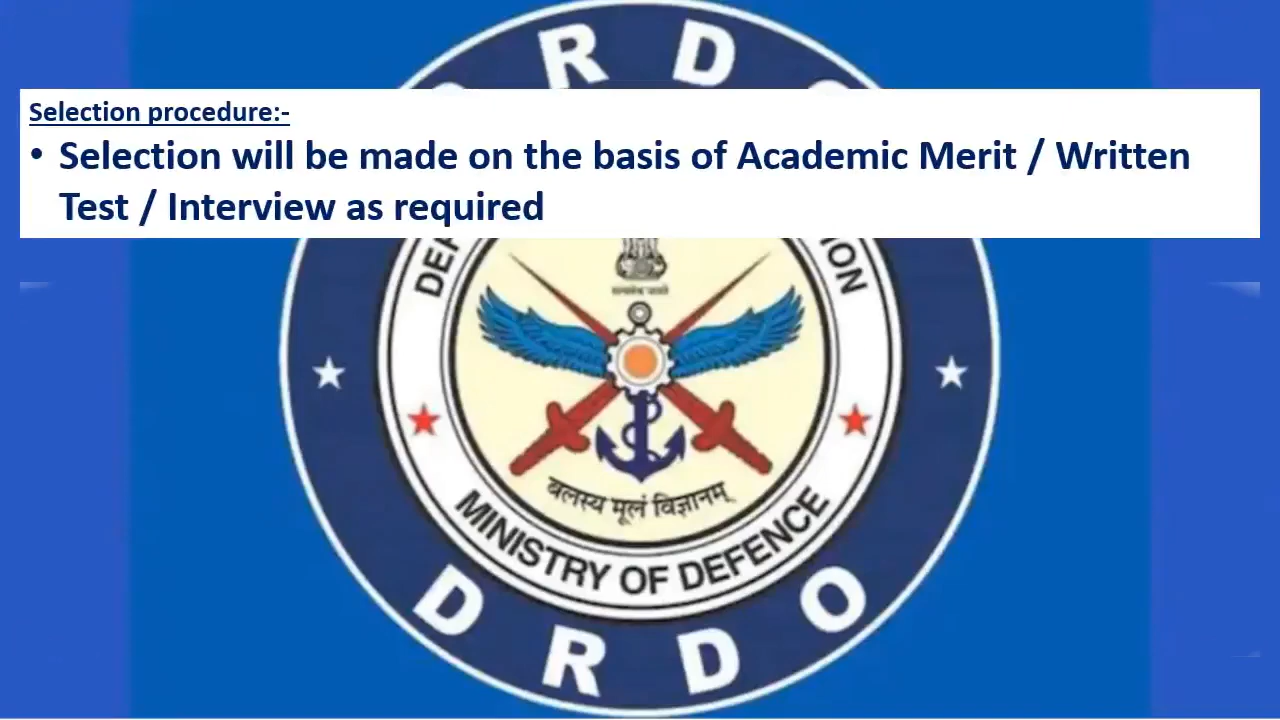 R D
Selection procedure:-
• Selection will be made on the basis of Academic Merit / Written
Test / Interview as required
बलस्य मूलं विज्ञानम्
MINISTRY OF DEFENCE
D R D O